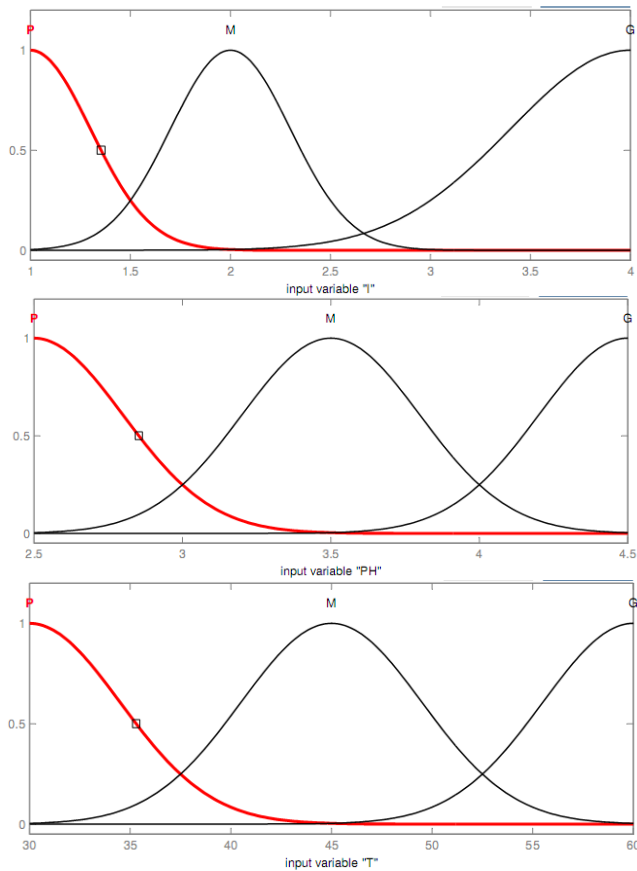 P M G
1
0.5
0
1 1.5 2 2.5 3 3.5 4
input variable "I"
P M G
1
0.5
0
2.5 3 3.5 4 4.5
input variable "PH"
P M G
1
0.5
0
30 35 40 45 50 55 60
input variable "T"